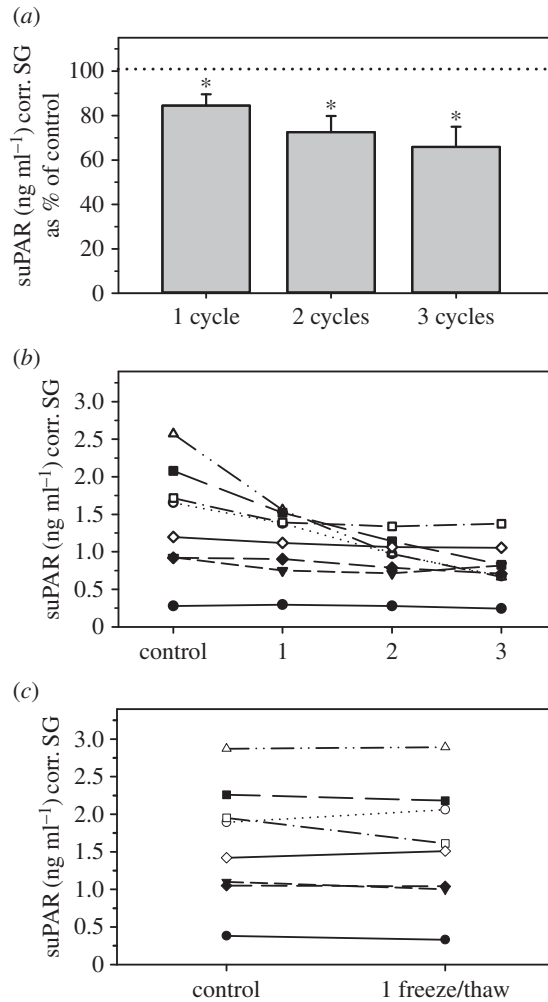 (a)
suPAR (ng ml⁻¹) corr. SG
as % of control
100
80
60
40
20
0
* * *
1 cycle 2 cycles 3 cycles
(b)
suPAR (ng ml⁻¹) corr. SG
3.0
2.5
2.0
1.5
1.0
0.5
0
control 1 2 3
(c)
suPAR (ng ml⁻¹) corr. SG
3.0
2.5
2.0
1.5
1.0
0.5
0
control 1 freeze/thaw